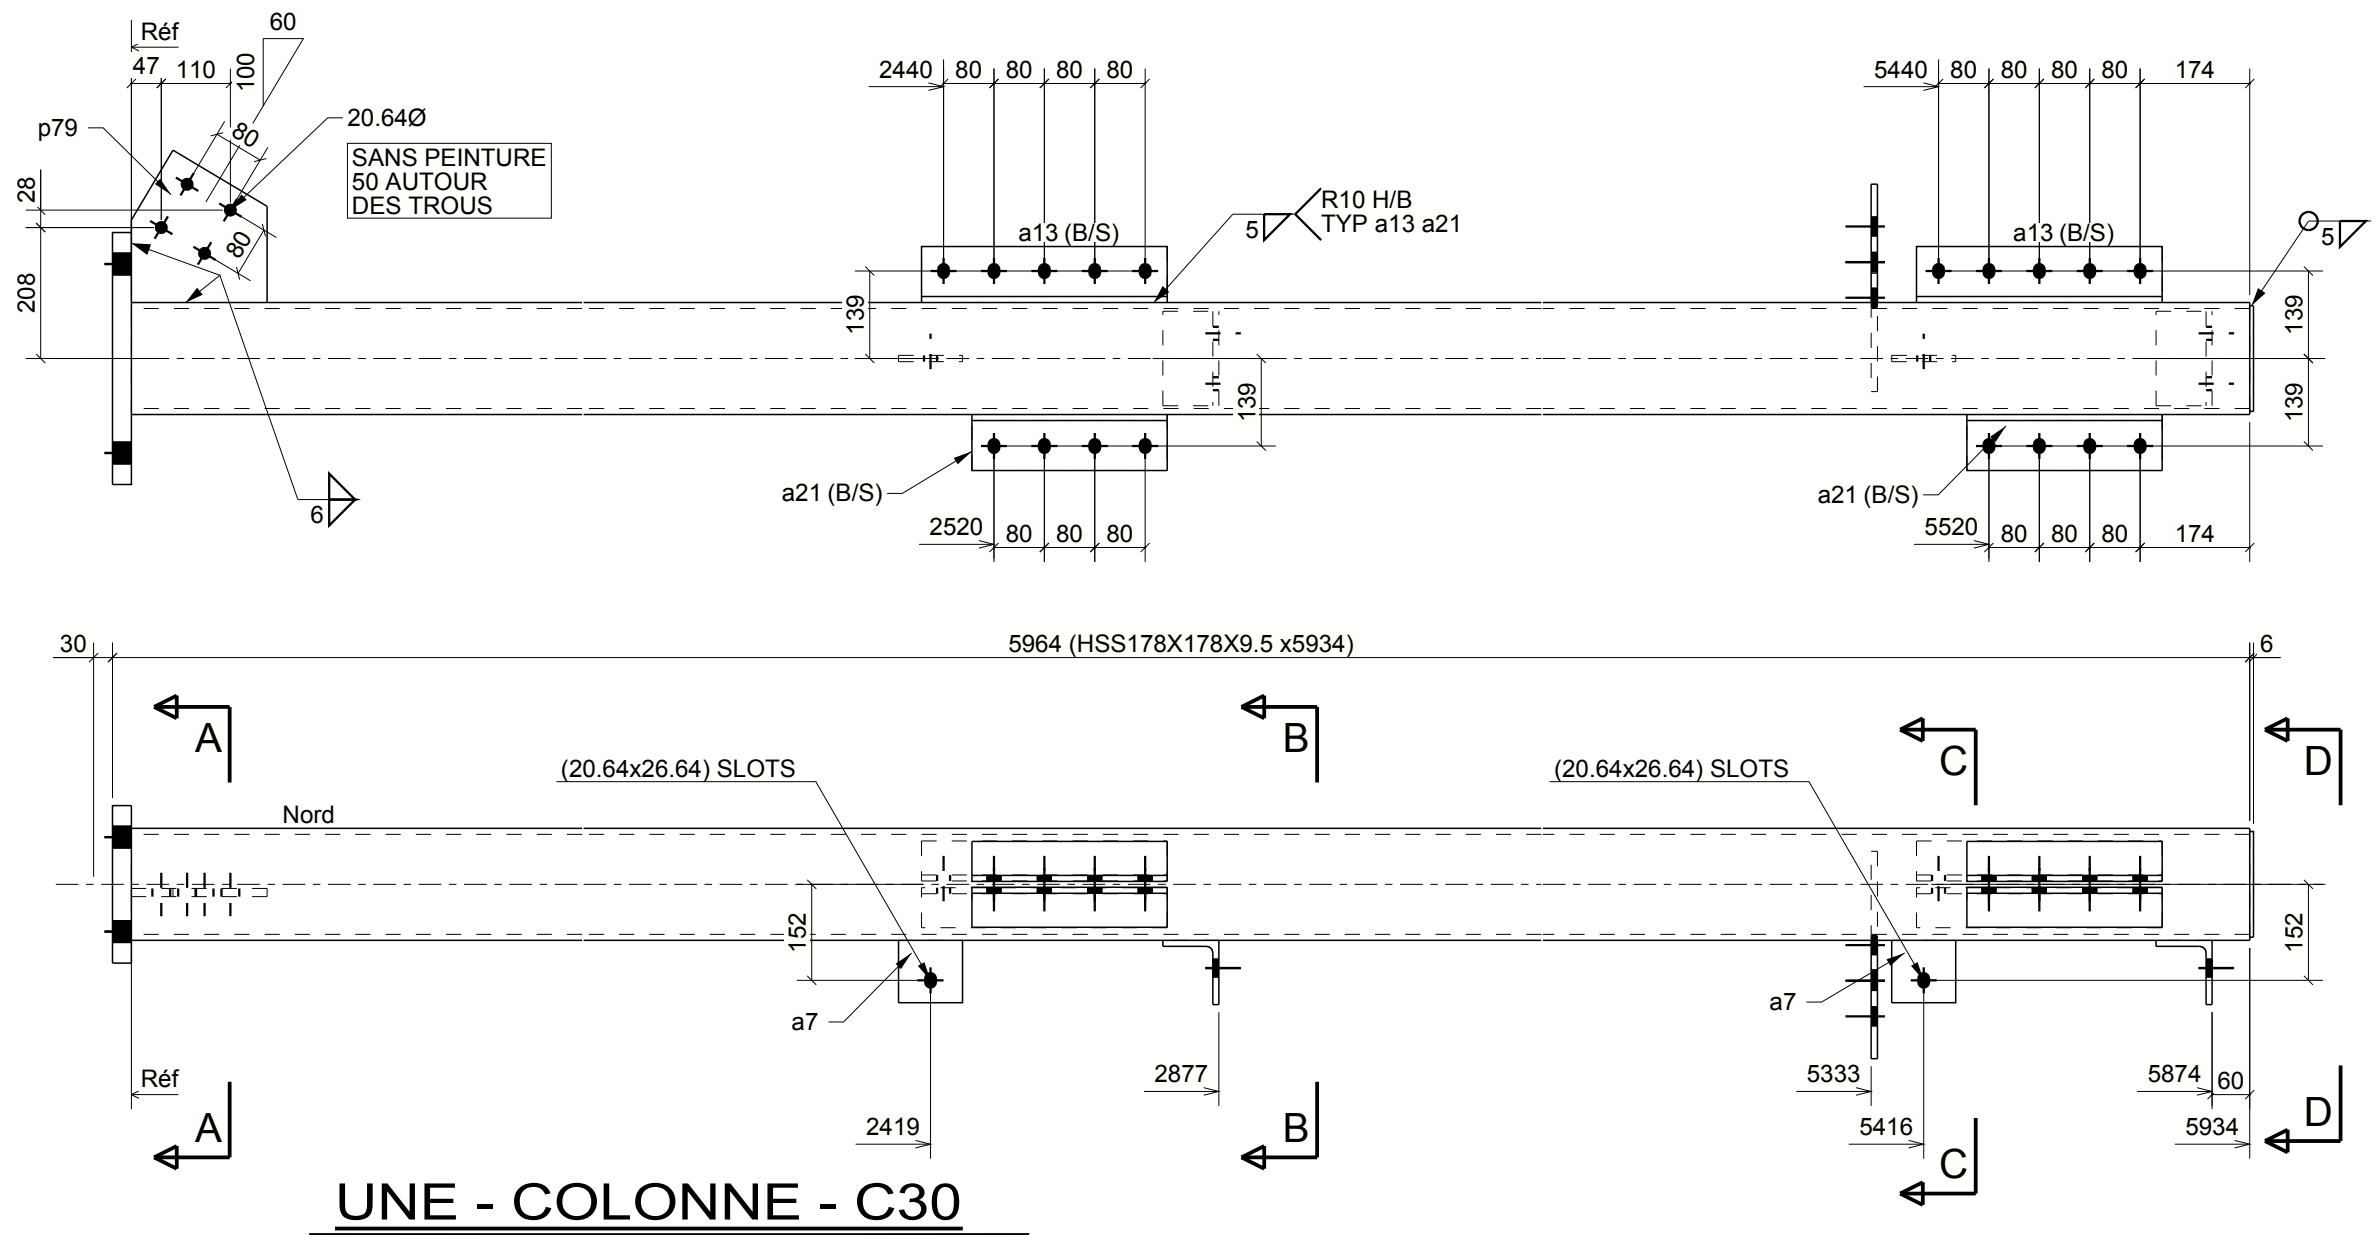 Réf
60
47
110
100
2440
80
80
80
80
5440
80
80
80
80
174
p79
80
20.64Ø
SANS PEINTURE
50 AUTOUR
DES TROUS
28
208
80
6
a13 (B/S)
5
R10 H/B
TYP a13 a21
a13 (B/S)
5
139
139
139
139
a21 (B/S)
a21 (B/S)
2520
80
80
80
5520
80
80
80
174
30
5964 (HSS178X178X9.5 x5934)
6
A
B
C
D
(20.64x26.64) SLOTS
(20.64x26.64) SLOTS
Nord
152
152
a7
a7
Réf
2877
5333
5874
60
A
2419
B
5416
C
5934
D
UNE - COLONNE - C30